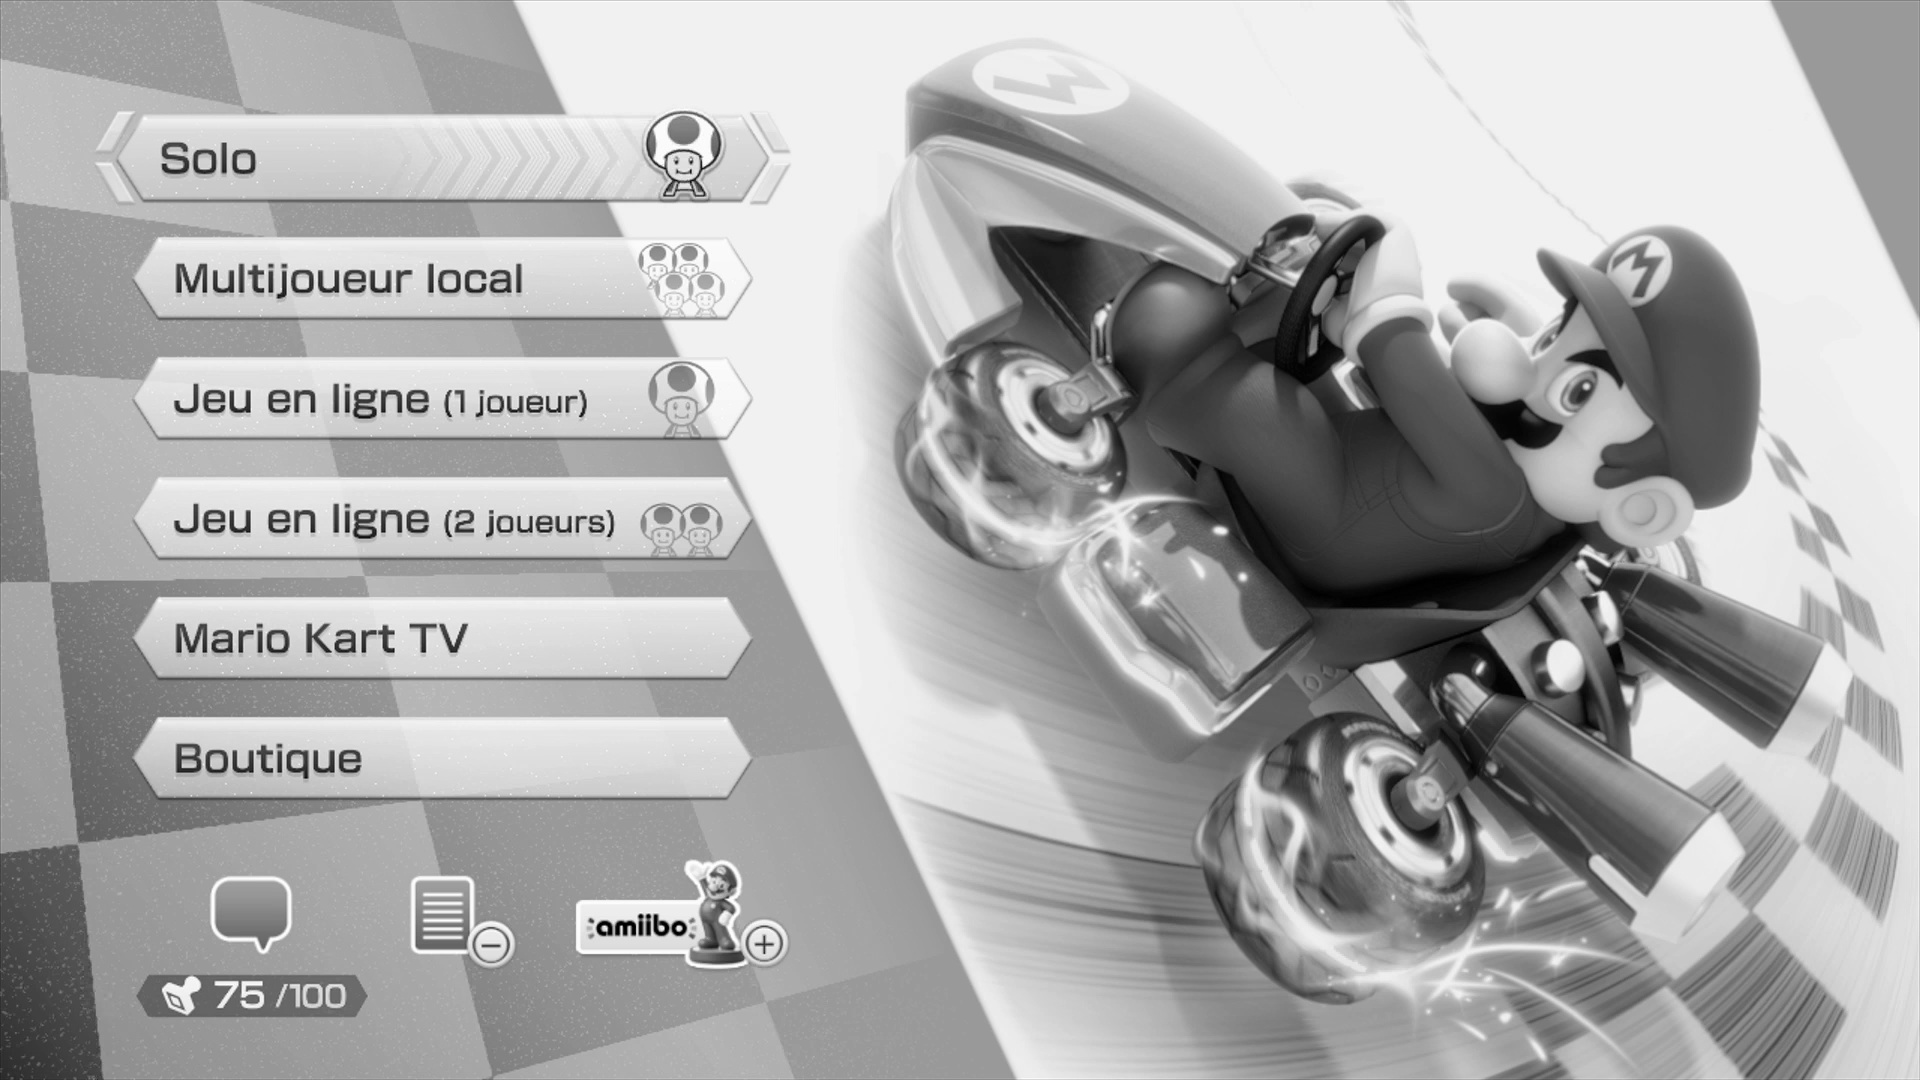 Solo
Multijoueur local
Jeu en ligne (1 joueur)
Jeu en ligne (2 joueurs)
Mario Kart TV
Boutique
amiibo
75 /100
M
M